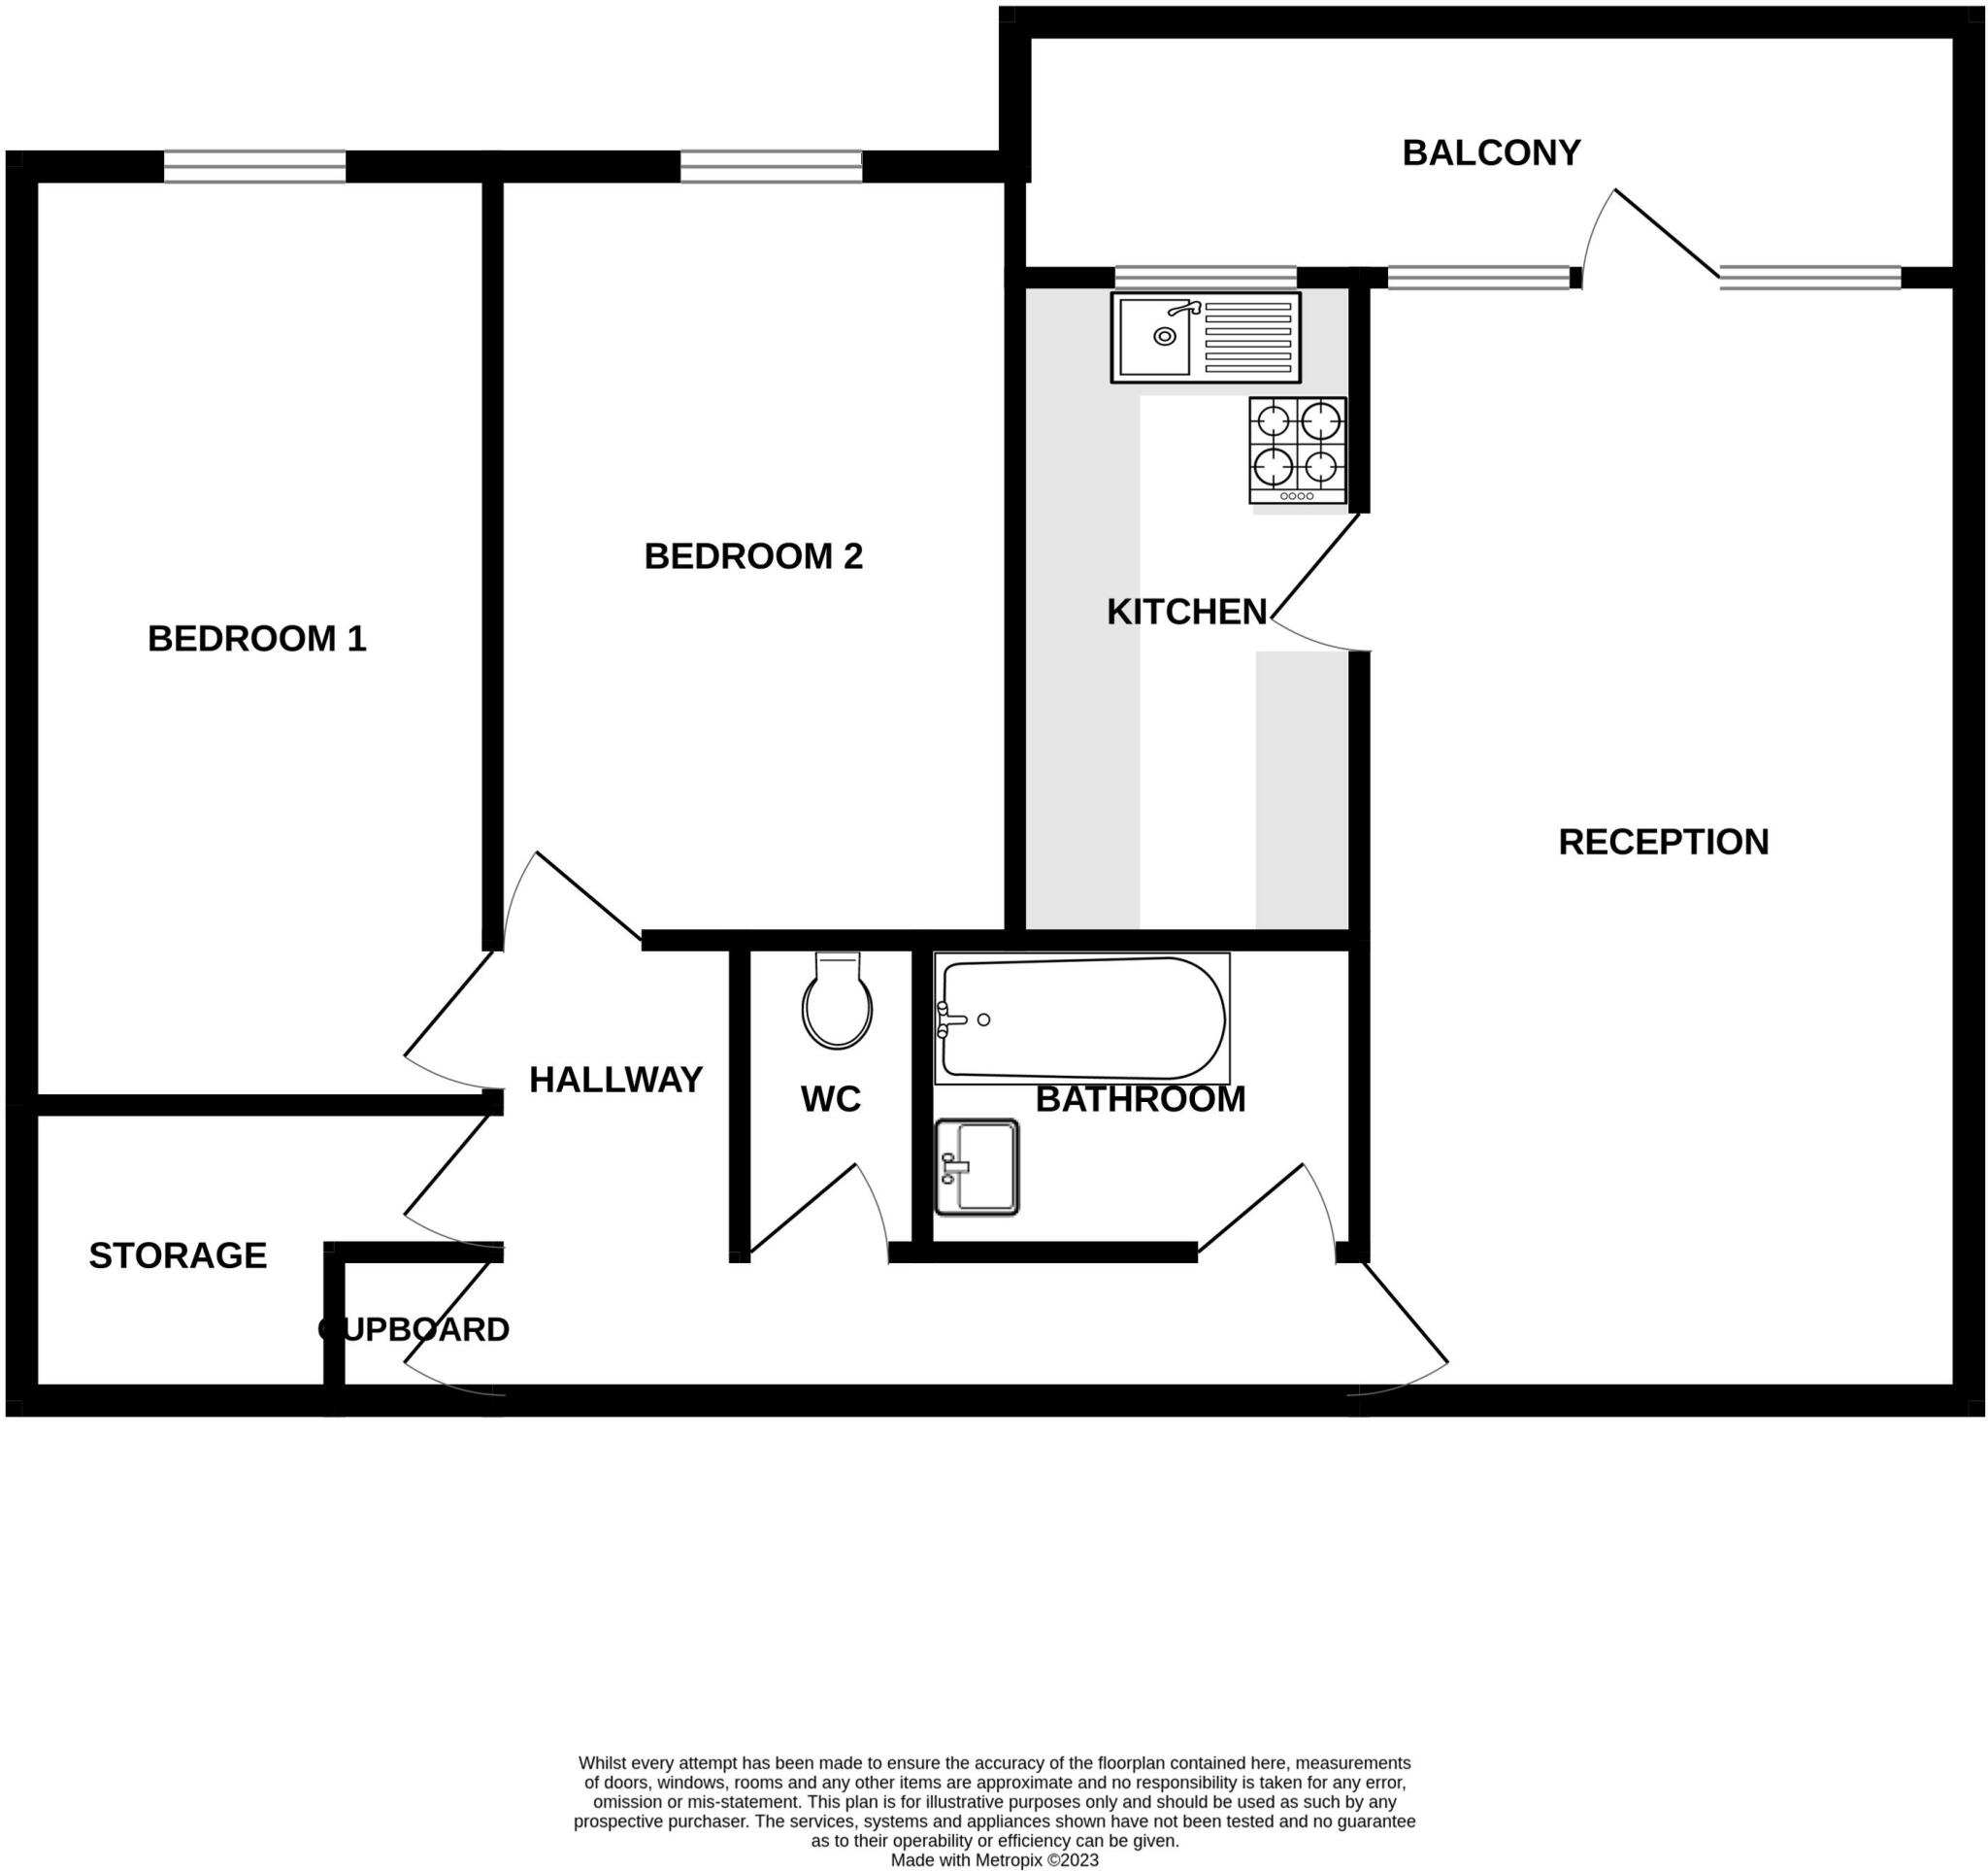 BALCONY
BEDROOM 2
KITCHEN
BEDROOM 1
RECEPTION
HALLWAY
WC
BATHROOM
STORAGE
CUPBOARD
Whilst every attempt has been made to ensure the accuracy of the floorplan contained here, measurements
of doors, windows, rooms and any other items are approximate and no responsibility is taken for any error,
omission or mis-statement. This plan is for illustrative purposes only and should be used as such by any
prospective purchaser. The services, systems and appliances shown have not been tested and no guarantee
as to their operability or efficiency can be given.
Made with Metropix ©2023